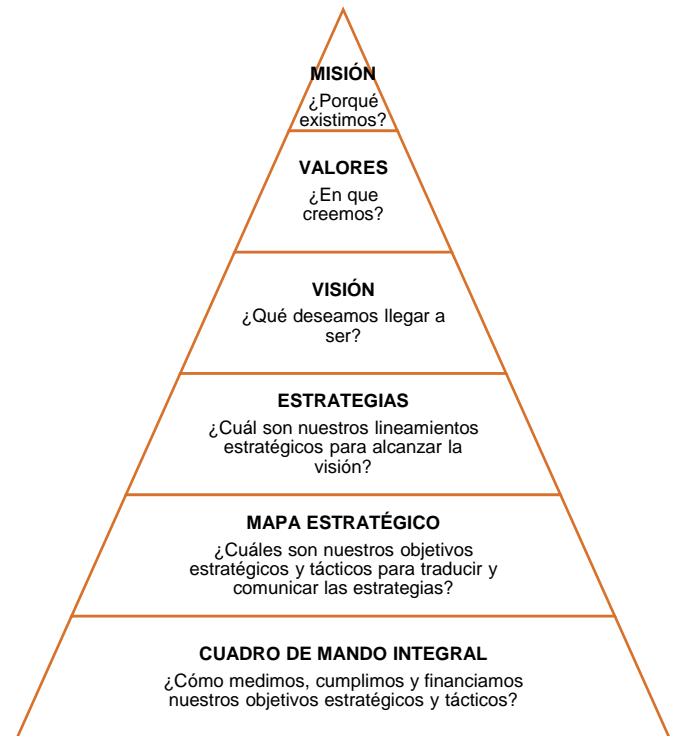 MISIÓN
¿Porqué
existimos?
VALORES
¿En que
creemos?
VISIÓN
¿Qué deseamos llegar a
ser?
ESTRATEGIAS
¿Cuál son nuestros lineamientos
estratégicos para alcanzar la
visión?
MAPA ESTRATÉGICO
¿Cuáles son nuestros objetivos
estratégicos y tácticos para traducir y
comunicar las estrategias?
CUADRO DE MANDO INTEGRAL
¿Cómo medimos, cumplimos y financiamos
nuestros objetivos estratégicos y tácticos?